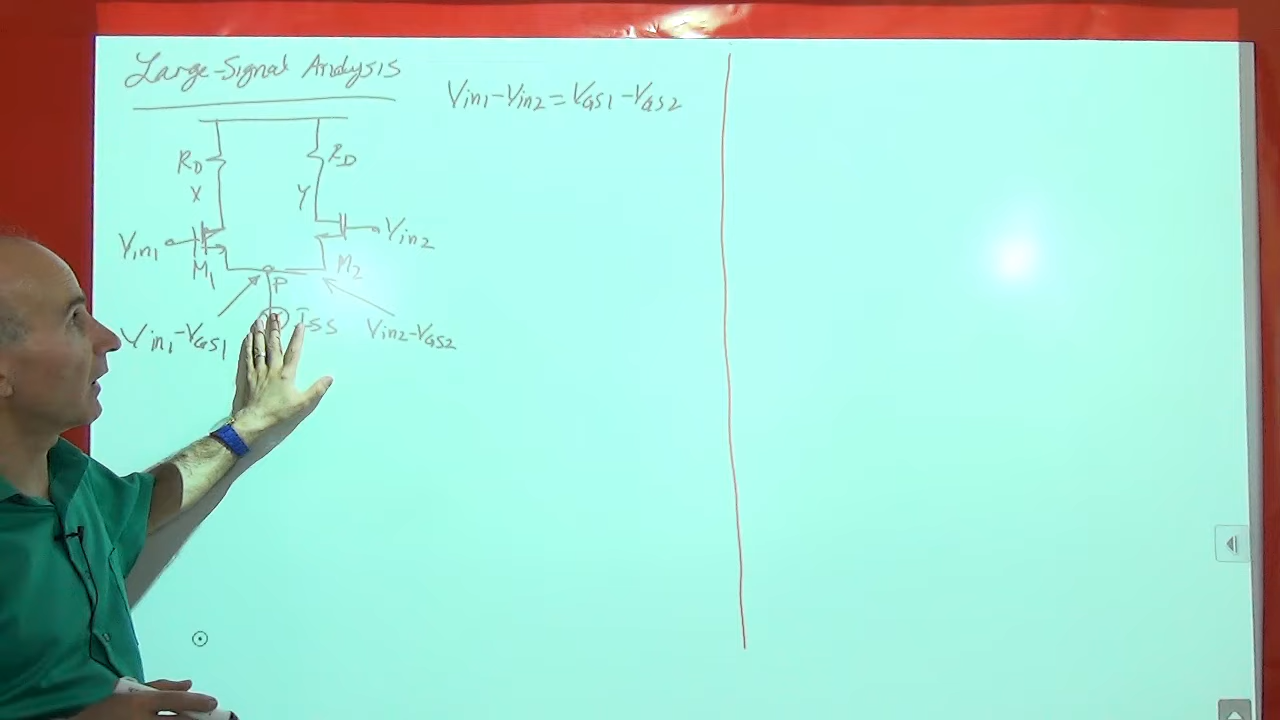 Large-Signal Analysis
Vin1 - Vin2 = VGS1 - VGS2
RD RD
X Y
Vin1 Vin2
M1 M2
P
ISS
Vin1 - VGS1 Vin2 - VGS2